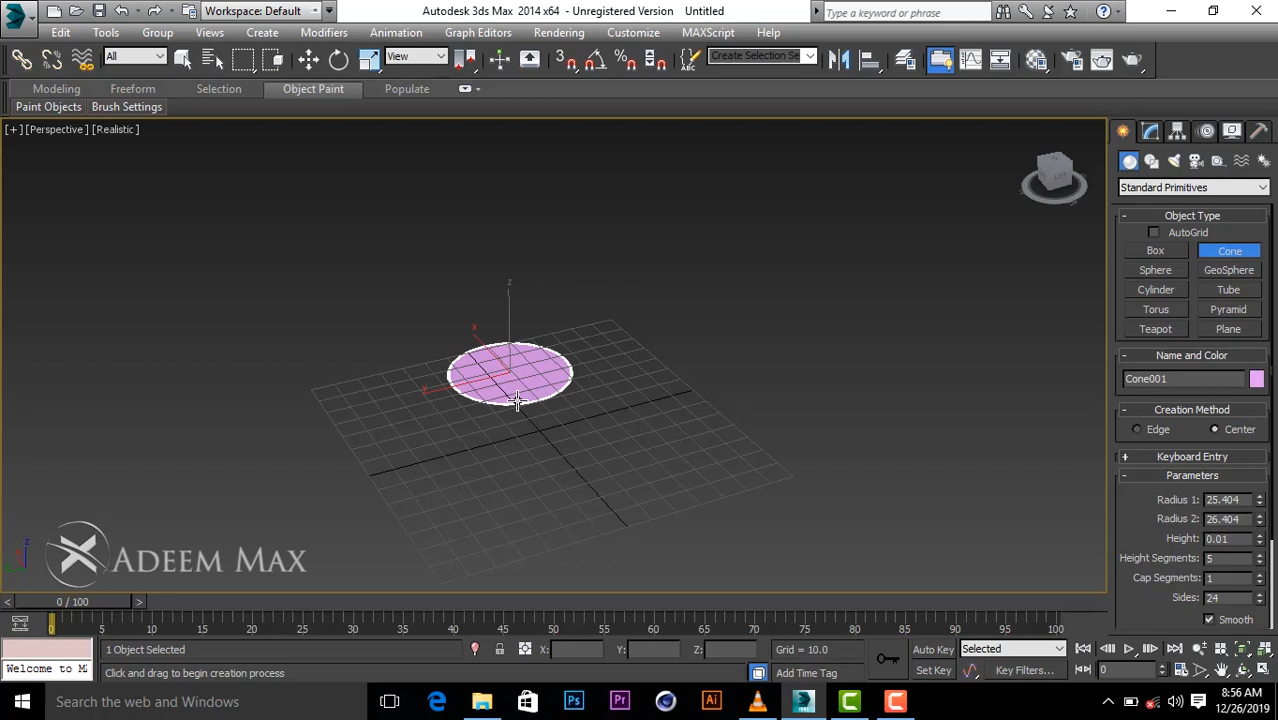 Workspace: Default
Autodesk 3ds Max 2014 x64 - Unregistered Version Untitled
Type a keyword or phrase
Edit Tools Group Views Create Modifiers Animation Graph Editors Rendering Customize MAXScript Help
All View Create Selection Se
Modeling Freeform Selection Object Paint Populate
Paint Objects Brush Settings
[+] [Perspective] [Realistic]
Standard Primitives
- Object Type
AutoGrid
Box Cone
Sphere GeoSphere
Cylinder Tube
Torus Pyramid
Teapot Plane
- Name and Color
Cone001
- Creation Method
Edge Center
+ Keyboard Entry
- Parameters
Radius 1: 25.404
Radius 2: 26.404
Height: 0.01
Height Segments: 5
Cap Segments: 1
Sides: 24
Smooth
z
x
y
z
ADEEM MAX
< 0 / 100 >
0 5 10 15 20 25 30 35 40 45 50 55 60 65 70 75 80 85 90 95 100
1 Object Selected X: Y: Z: Grid = 10.0 Auto Key Selected
Welcome to M Click and drag to begin creation process Add Time Tag Set Key Key Filters... 0
Search the web and Windows
Ps Pr Ai
8:56 AM
12/26/2019